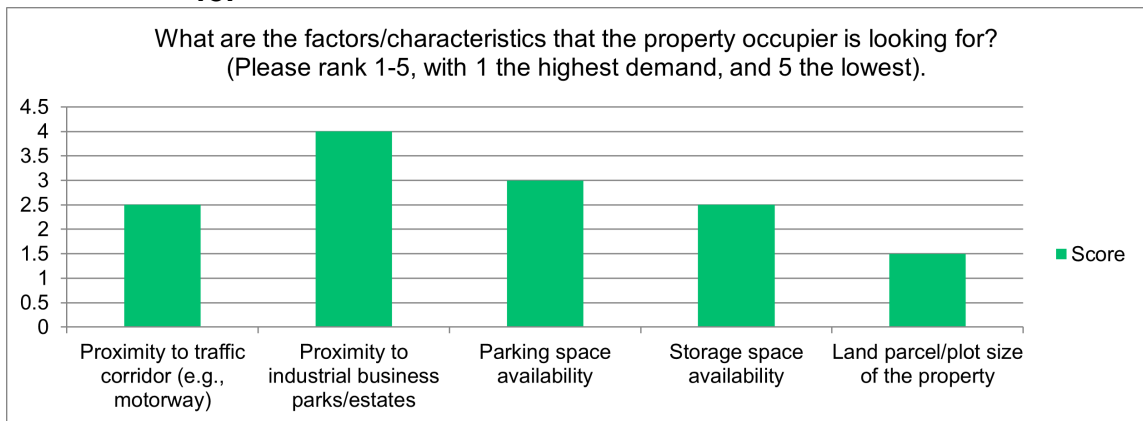 What are the factors/characteristics that the property occupier is looking for?
(Please rank 1-5, with 1 the highest demand, and 5 the lowest).
4.5
4
3.5
3
2.5
2
1.5
1
0.5
0
Proximity to traffic
corridor (e.g.,
motorway)
Proximity to
industrial business
parks/estates
Parking space
availability
Storage space
availability
Land parcel/plot size
of the property
Score